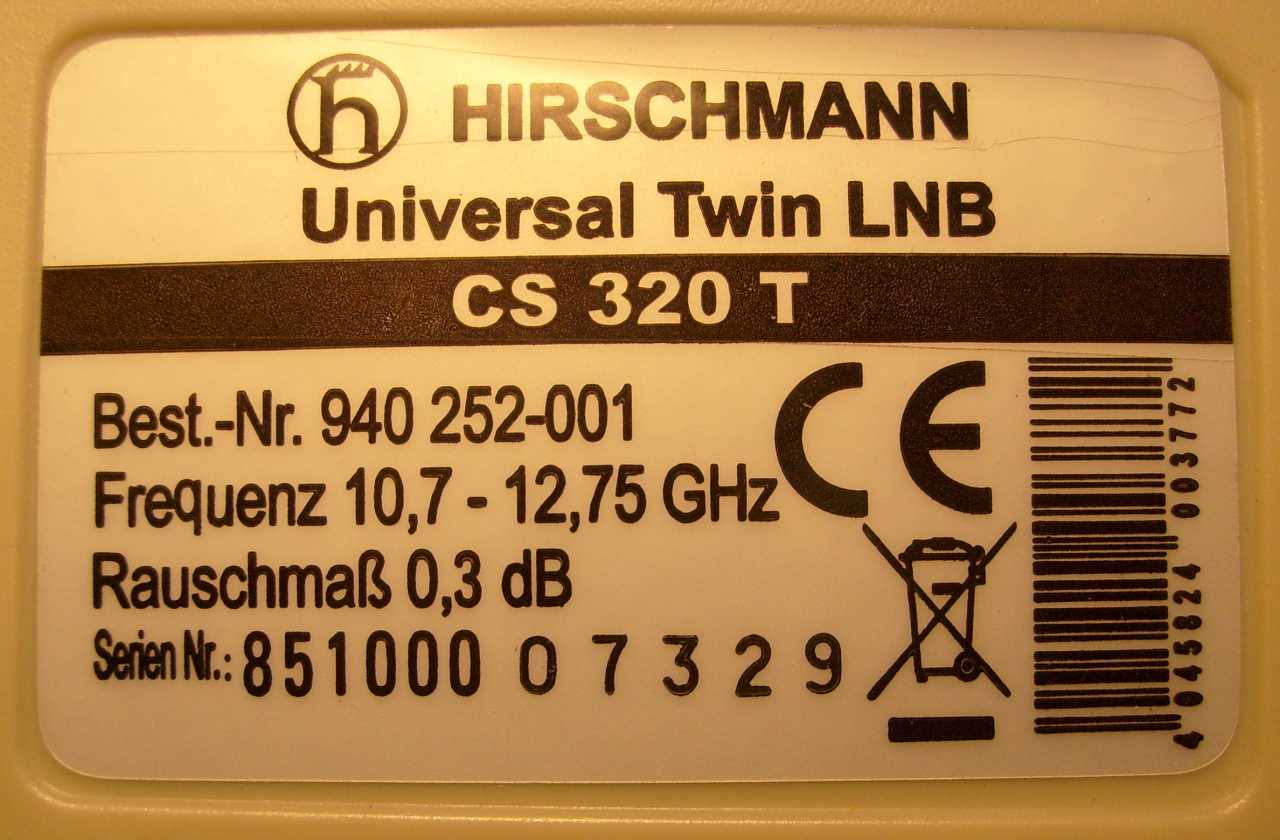 h HIRSCHMANN
Universal Twin LNB
CS 320 T
Best.-Nr. 940 252-001
Frequenz 10,7 - 12,75 GHz
Rauschmaß 0,3 dB
Serien Nr.: 851000 07329
CE
4 045824 003772